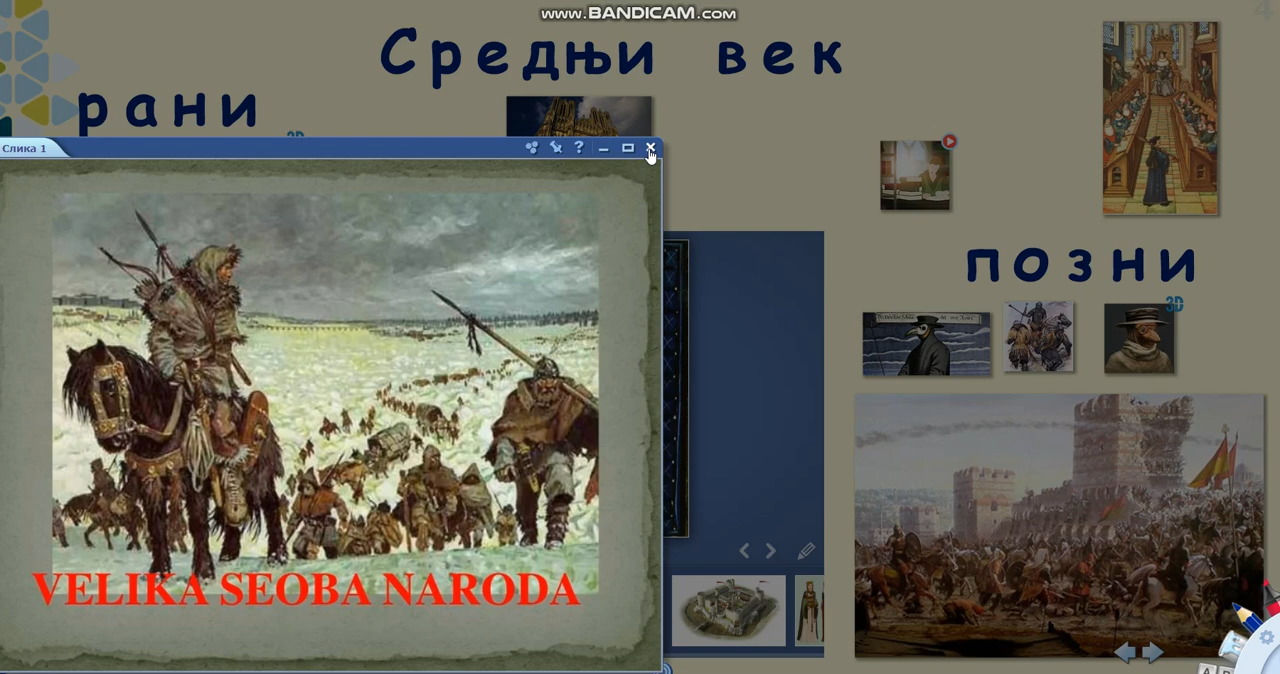 www.BANDICAM.com
Средњи век
рани
3D
Слика 1
VELIKA SEOBA NARODA
позни
3D